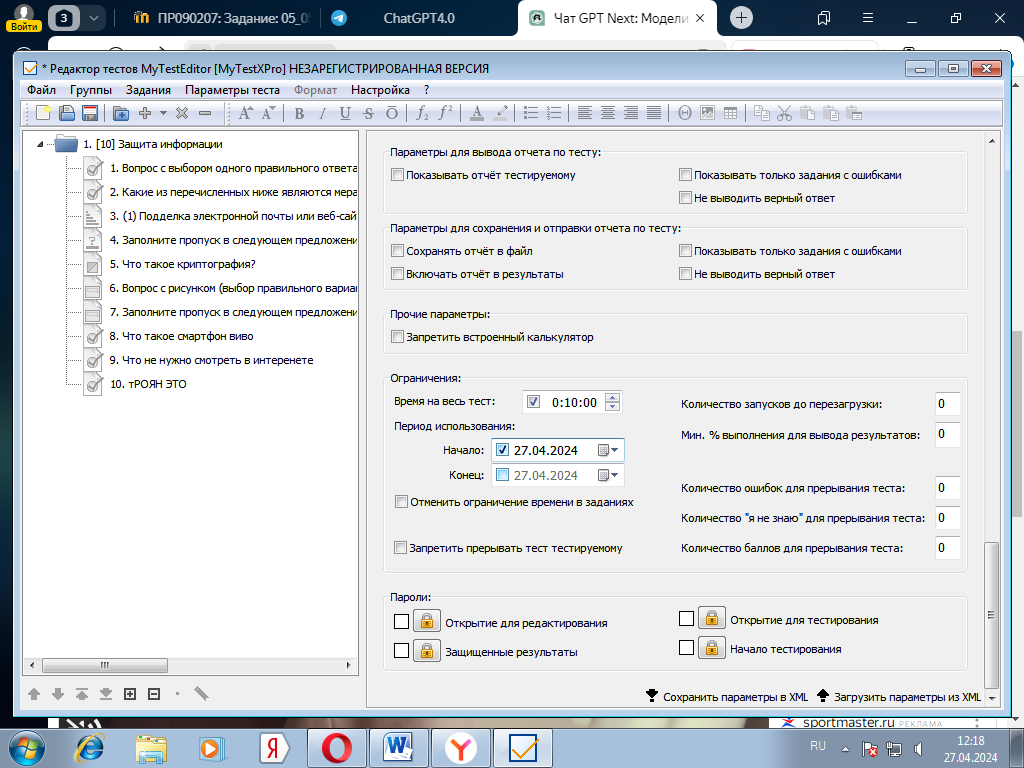 Войти
3
ПР090207: Задание: 05_0
ChatGPT4.0
Чат GPT Next: Модели
* Редактор тестов MyTestEditor [MyTestXPro] НЕЗАРЕГИСТРИРОВАННАЯ ВЕРСИЯ
Файл Группы Задания Параметры теста Формат Настройка ?
1. [10] Защита информации
1. Вопрос с выбором одного правильного ответа
2. Какие из перечисленных ниже являются мера
3. (1) Подделка электронной почты или веб-сай
4. Заполните пропуск в следующем предложени
5. Что такое криптография?
6. Вопрос с рисунком (выбор правильного вариа
7. Заполните пропуск в следующем предложени
8. Что такое смартфон виво
9. Что не нужно смотреть в интеренете
10. тРОЯН ЭТО
Параметры для вывода отчета по тесту:
Показывать отчёт тестируемому
Показывать только задания с ошибками
Не выводить верный ответ
Параметры для сохранения и отправки отчета по тесту:
Сохранять отчёт в файл
Показывать только задания с ошибками
Включать отчёт в результаты
Не выводить верный ответ
Прочие параметры:
Запретить встроенный калькулятор
Ограничения:
Время на весь тест: 0:10:00
Количество запусков до перезагрузки: 0
Период использования:
Мин. % выполнения для вывода результатов: 0
Начало: 27.04.2024
Конец: 27.04.2024
Количество ошибок для прерывания теста: 0
Отменить ограничение времени в заданиях
Количество "я не знаю" для прерывания теста: 0
Запретить прерывать тест тестируемому
Количество баллов для прерывания теста: 0
Пароли:
Открытие для редактирования
Открытие для тестирования
Защищенные результаты
Начало тестирования
Сохранить параметры в XML
Загрузить параметры из XML
sportmaster.ru РЕКЛАМА
RU
12:18
27.04.2024